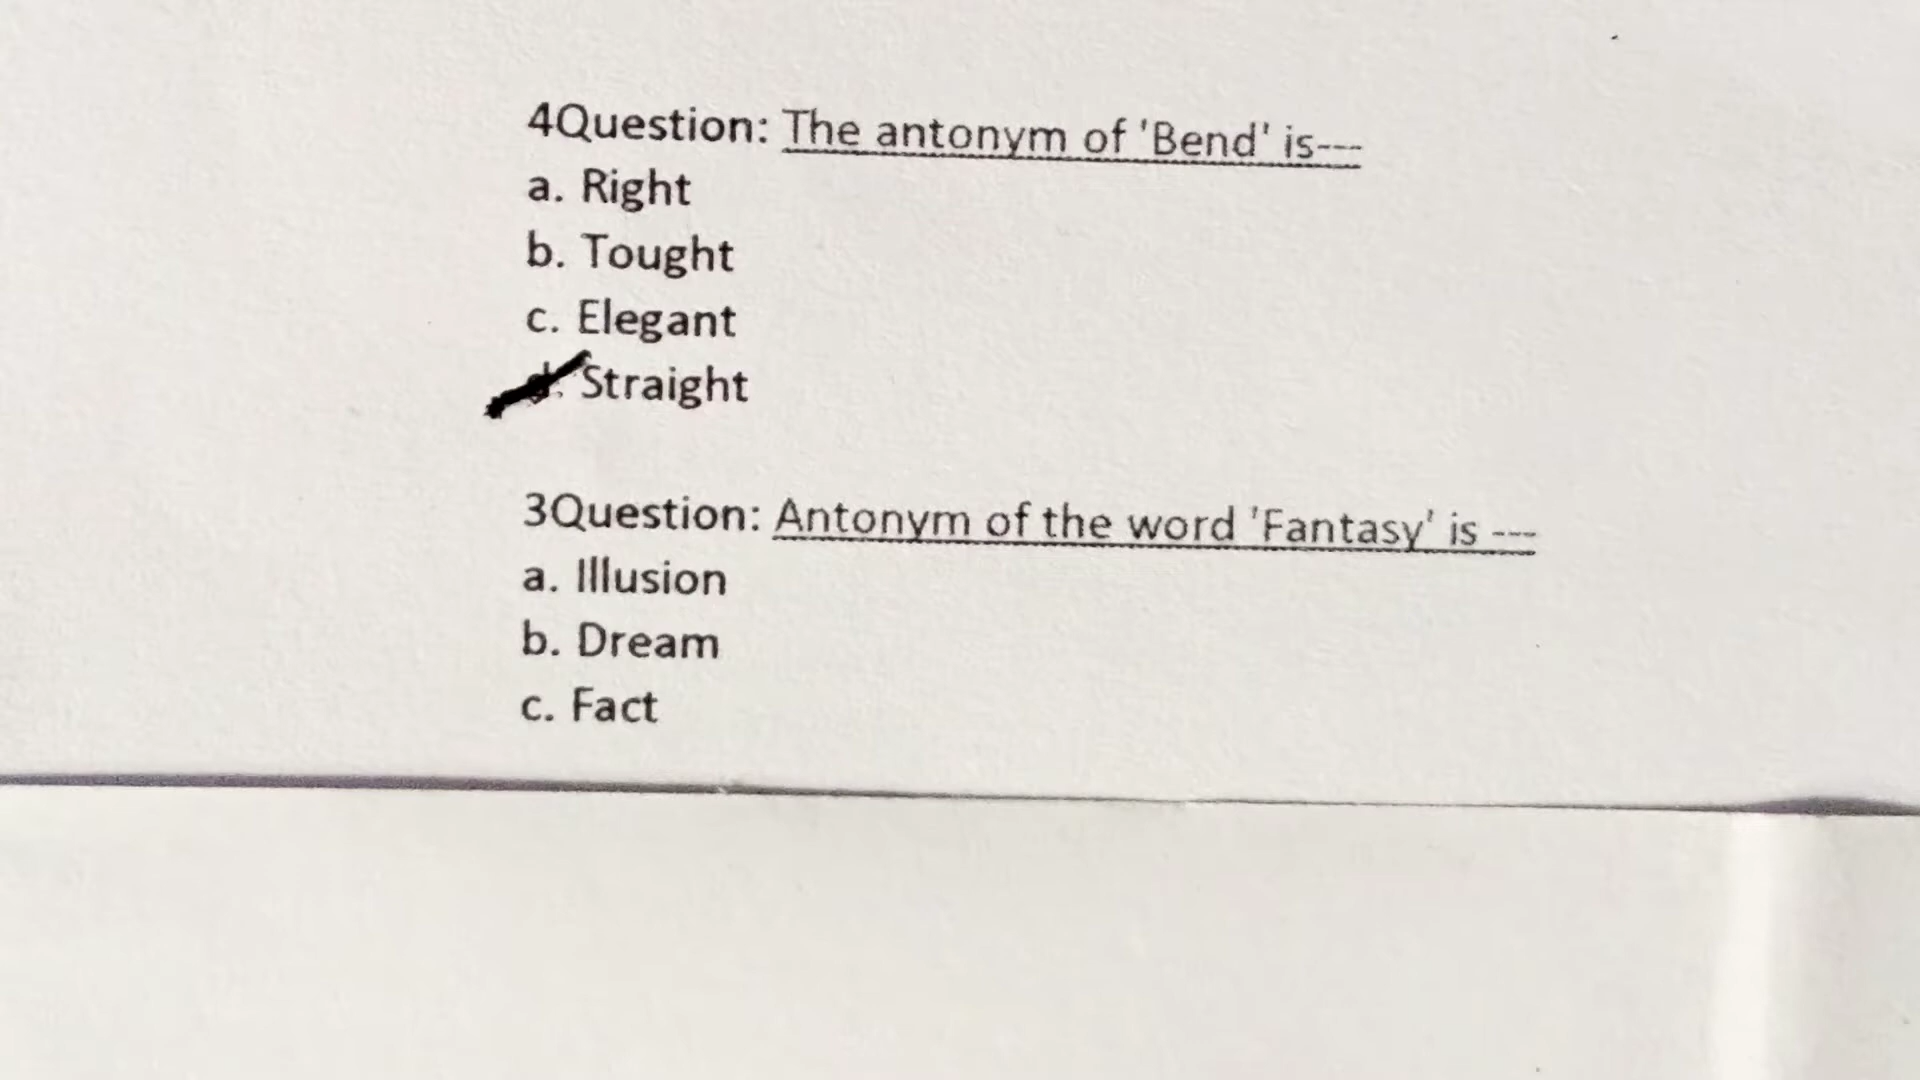 4Question: The antonym of 'Bend' is---
a. Right
b. Tought
c. Elegant
d. Straight
3Question: Antonym of the word 'Fantasy' is ---
a. Illusion
b. Dream
c. Fact